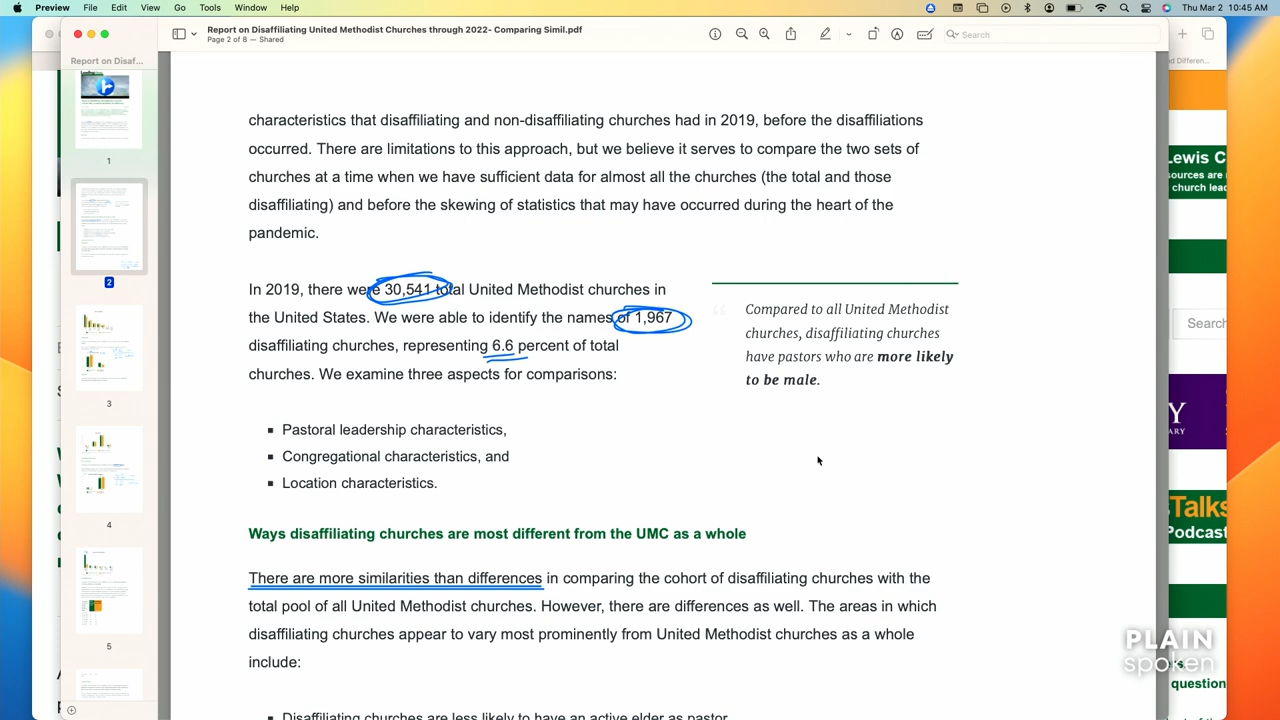 Preview File Edit View Go Tools Window Help Thu Mar 2 10:45 AM
Report on Disaffiliating United Methodist Churches through 2022- Comparing Simil.pdf
Page 2 of 8 — Shared
Search
Report on Disaf...
nd Differen...
1
2
3
4
5
characteristics that disaffiliating and non-disaffiliating churches had in 2019, before the disaffiliations
occurred. There are limitations to this approach, but we believe it serves to compare the two sets of
churches at a time when we have sufficient data for almost all the churches (the total and those
disaffiliating) and before the skewing of statistics that may have occurred during the heart of the
pandemic.
In 2019, there were 30,541 total United Methodist churches in
the United States. We were able to identify the names of 1,967
disaffiliating churches, representing 6.6 percent of total
churches. We examine three aspects for comparisons:
Compared to all United Methodist
churches, disaffiliating churches
have pastors who are more likely
to be male.
▪ Pastoral leadership characteristics,
▪ Congregational characteristics, and
▪ Location characteristics.
Ways disaffiliating churches are most different from the UMC as a whole
There are more similarities than differences in comparing the cohort of disaffiliating churches with the
total pool of all United Methodist churches. However, there are differences as well. The areas in which
disaffiliating churches appear to vary most prominently from United Methodist churches as a whole
include:
▪ Disaffiliating churches are less likely to have an active elder as pastor
Lewis C
sources are
church lead
Search
Y
ARY
Talks
Podcast
question
PLAIN
spoken